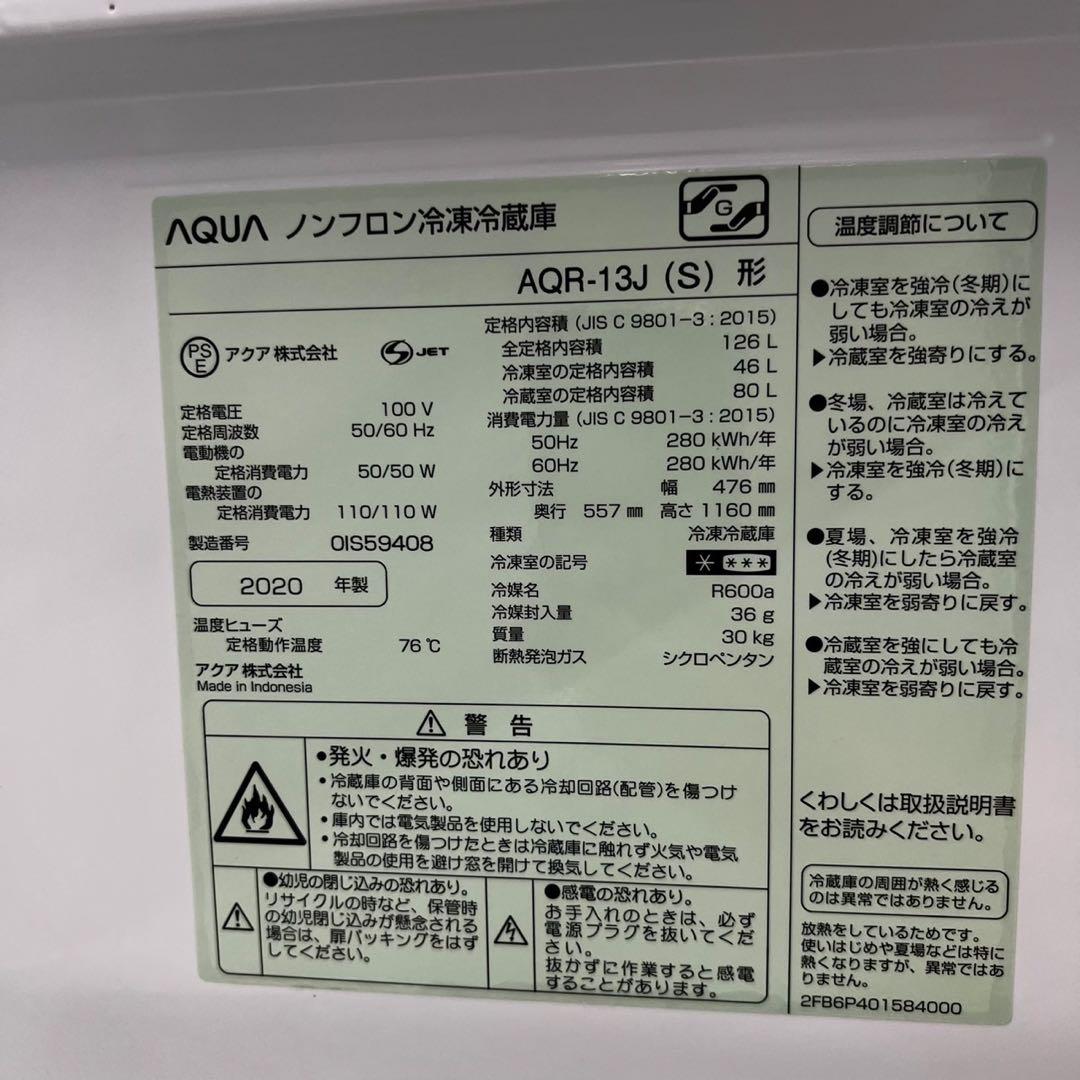 AQUA ノンフロン冷凍冷蔵庫
G
AQR-13J (S) 形
PS
E
アクア株式会社
S JET
定格電圧 100 V
定格周波数 50/60 Hz
電動機の
定格消費電力 50/50 W
電熱装置の
定格消費電力 110/110 W
製造番号 0IS59408
2020 年製
温度ヒューズ
定格動作温度 76 ℃
アクア株式会社
Made in Indonesia
定格内容積 (JIS C 9801-3 : 2015)
全定格内容積 126 L
冷凍室の定格内容積 46 L
冷蔵室の定格内容積 80 L
消費電力量 (JIS C 9801-3 : 2015)
50Hz 280 kWh/年
60Hz 280 kWh/年
外形寸法 幅 476 mm
奥行 557 mm 高さ 1160 mm
種類 冷凍冷蔵庫
冷凍室の記号 * ***
冷媒名 R600a
冷媒封入量 36 g
質量 30 kg
断熱発泡ガス シクロペンタン
⚠ 警告
●発火・爆発の恐れあり
・冷蔵庫の背面や側面にある冷却回路(配管)を傷つけ
ないでください。
・庫内では電気製品を使用しないでください。
・冷却回路を傷つけたときは冷蔵庫に触れず火気や電気
製品の使用を避け窓を開けて換気してください。
●幼児の閉じ込みの恐れあり。
リサイクルの時など、保管時
の幼児閉じ込みが懸念される
場合は、扉パッキングをはず
してください。
●感電の恐れあり。
お手入れのときは、必ず
電源プラグを抜いてくだ
さい。
抜かずに作業すると感電
することがあります。
温度調節について
●冷凍室を強冷(冬期)に
しても冷凍室の冷えが
弱い場合。
▶冷蔵室を強寄りにする。
●冬場、冷蔵室は冷えて
いるのに冷凍室の冷え
が弱い場合。
▶冷凍室を強冷(冬期)に
する。
●夏場、冷凍室を強冷
(冬期)にしたら冷蔵室
の冷えが弱い場合。
▶冷凍室を弱寄りに戻す。
●冷蔵室を強にしても冷
蔵室の冷えが弱い場合。
▶冷凍室を弱寄りに戻す。
くわしくは取扱説明書
をお読みください。
冷蔵庫の周囲が熱く感じる
のは異常ではありません。
放熱をしているためです。
使いはじめや夏場などは特に
熱くなりますが、異常ではあ
りません。
2FB6P401584000